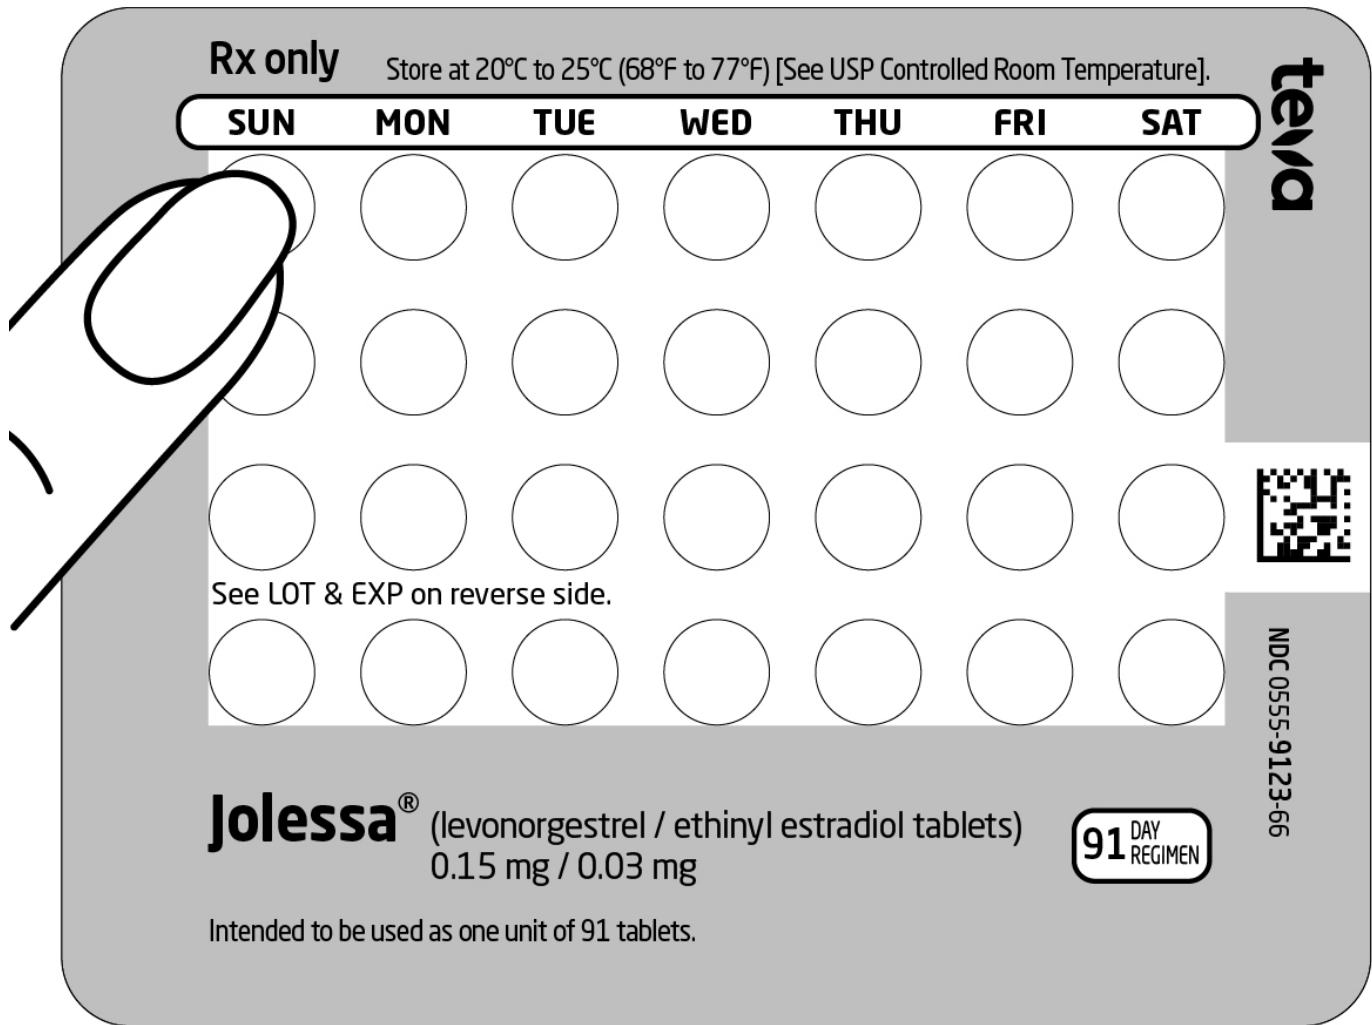 Rx only
Store at 20°C to 25°C (68°F to 77°F) [See USP Controlled Room Temperature].
teva
SUN MON TUE WED THU FRI SAT
See LOT & EXP on reverse side.
NDC 0555-9123-66
Jolessa® (levonorgestrel / ethinyl estradiol tablets)
0.15 mg / 0.03 mg
91 DAY
REGIMEN
Intended to be used as one unit of 91 tablets.